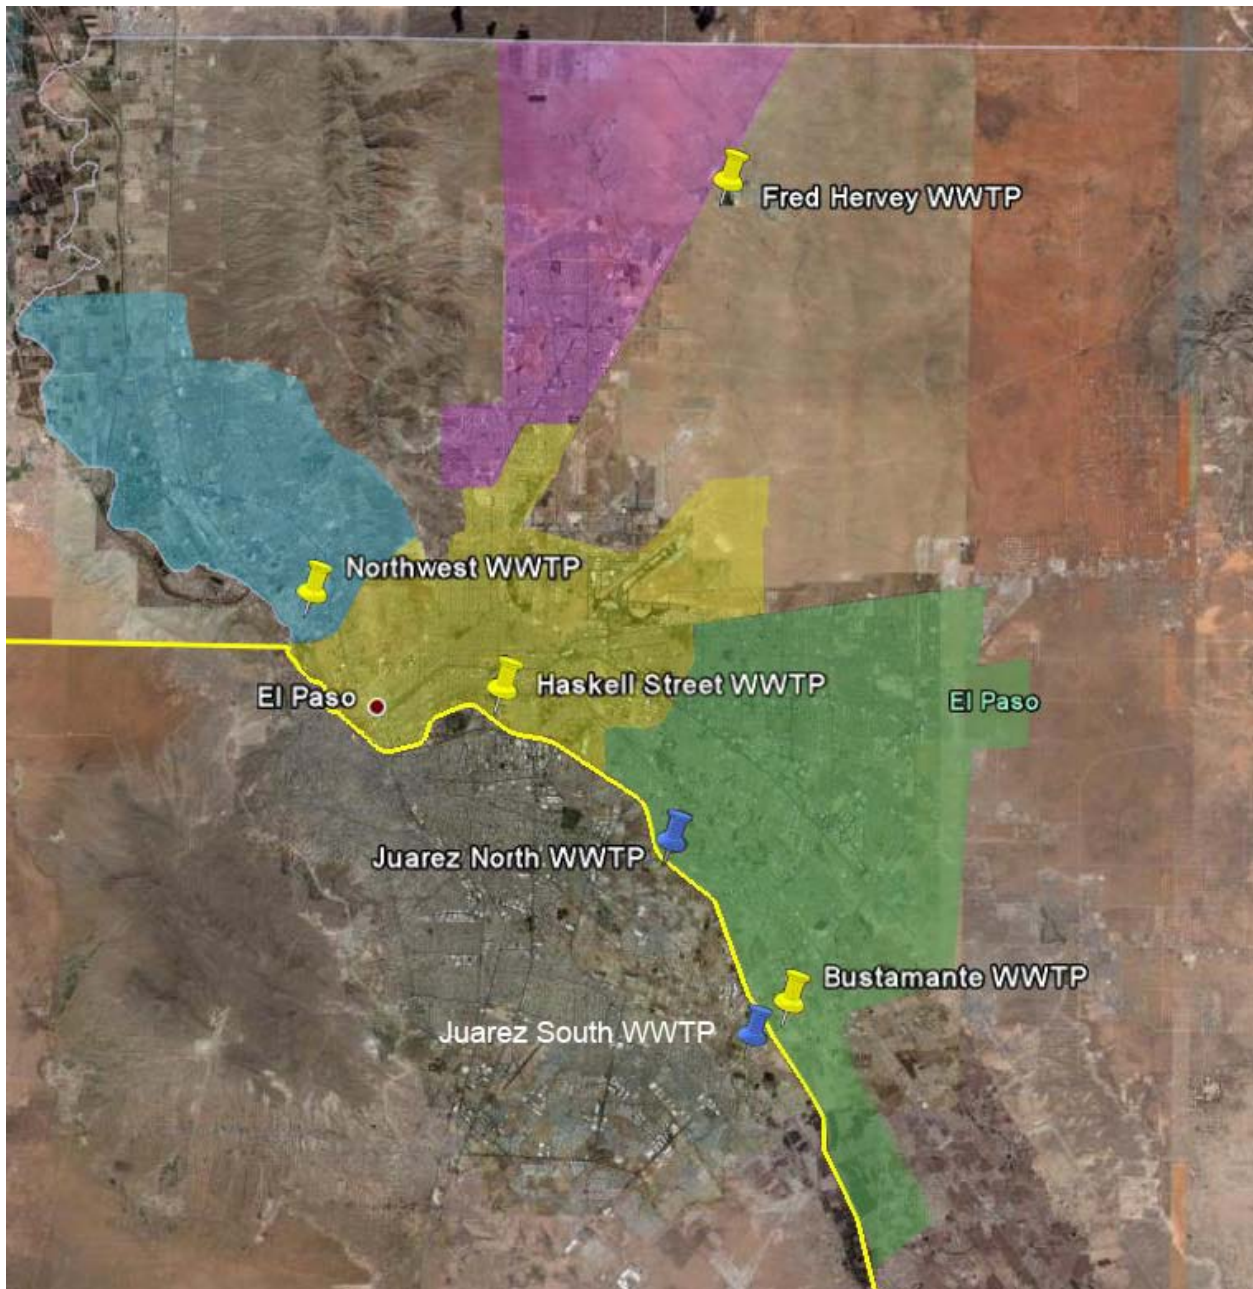 Fred Hervey WWTP
Northwest WWTP
Haskell Street WWTP
El Paso
El Paso
Juarez North WWTP
Bustamante WWTP
Juarez South WWTP